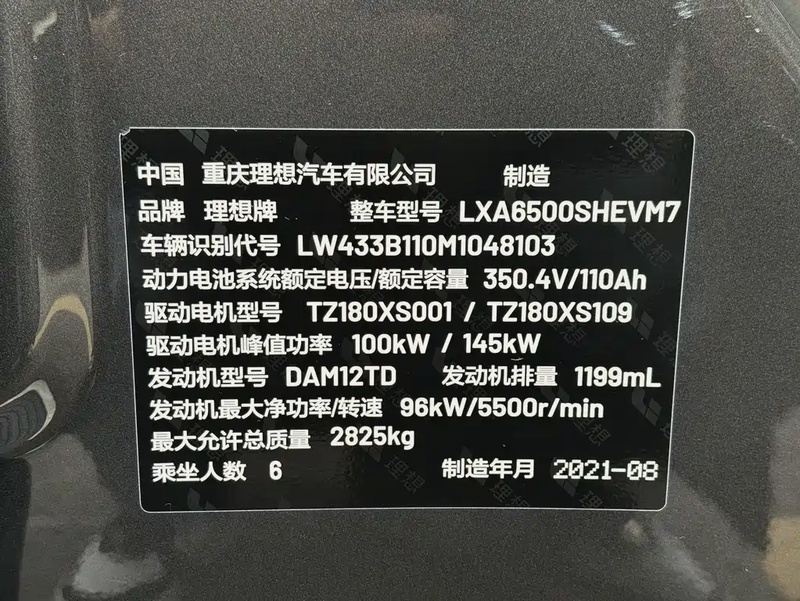 中国 重庆理想汽车有限公司 制造
品牌 理想牌 整车型号 LXA6500SHEVM7
车辆识别代号 LW433B110M1048103
动力电池系统额定电压/额定容量 350.4V/110Ah
驱动电机型号 TZ180XS001 / TZ180XS109
驱动电机峰值功率 100kW / 145kW
发动机型号 DAM12TD 发动机排量 1199mL
发动机最大净功率/转速 96kW/5500r/min
最大允许总质量 2825kg
乘坐人数 6 制造年月 2021-08